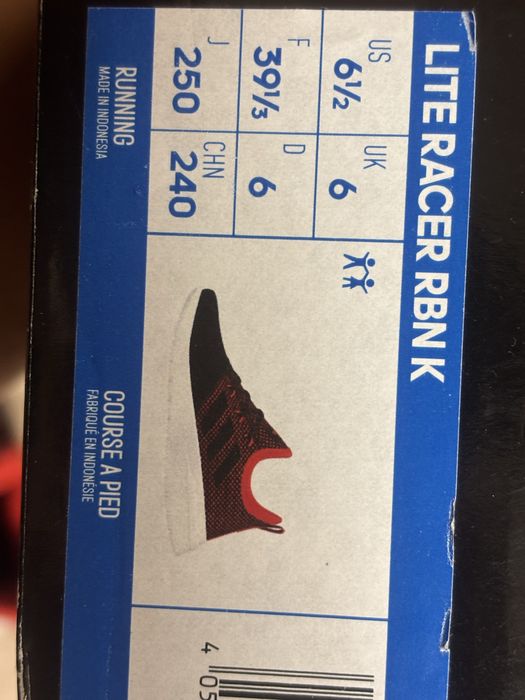 LITE RACER RBN K
US
6½
UK
6
F
39⅓
D
6
J
250
CHN
240
RUNNING
MADE IN INDONESIA
COURSE A PIED
FABRIQUÉ EN INDONÉSIE
4 05